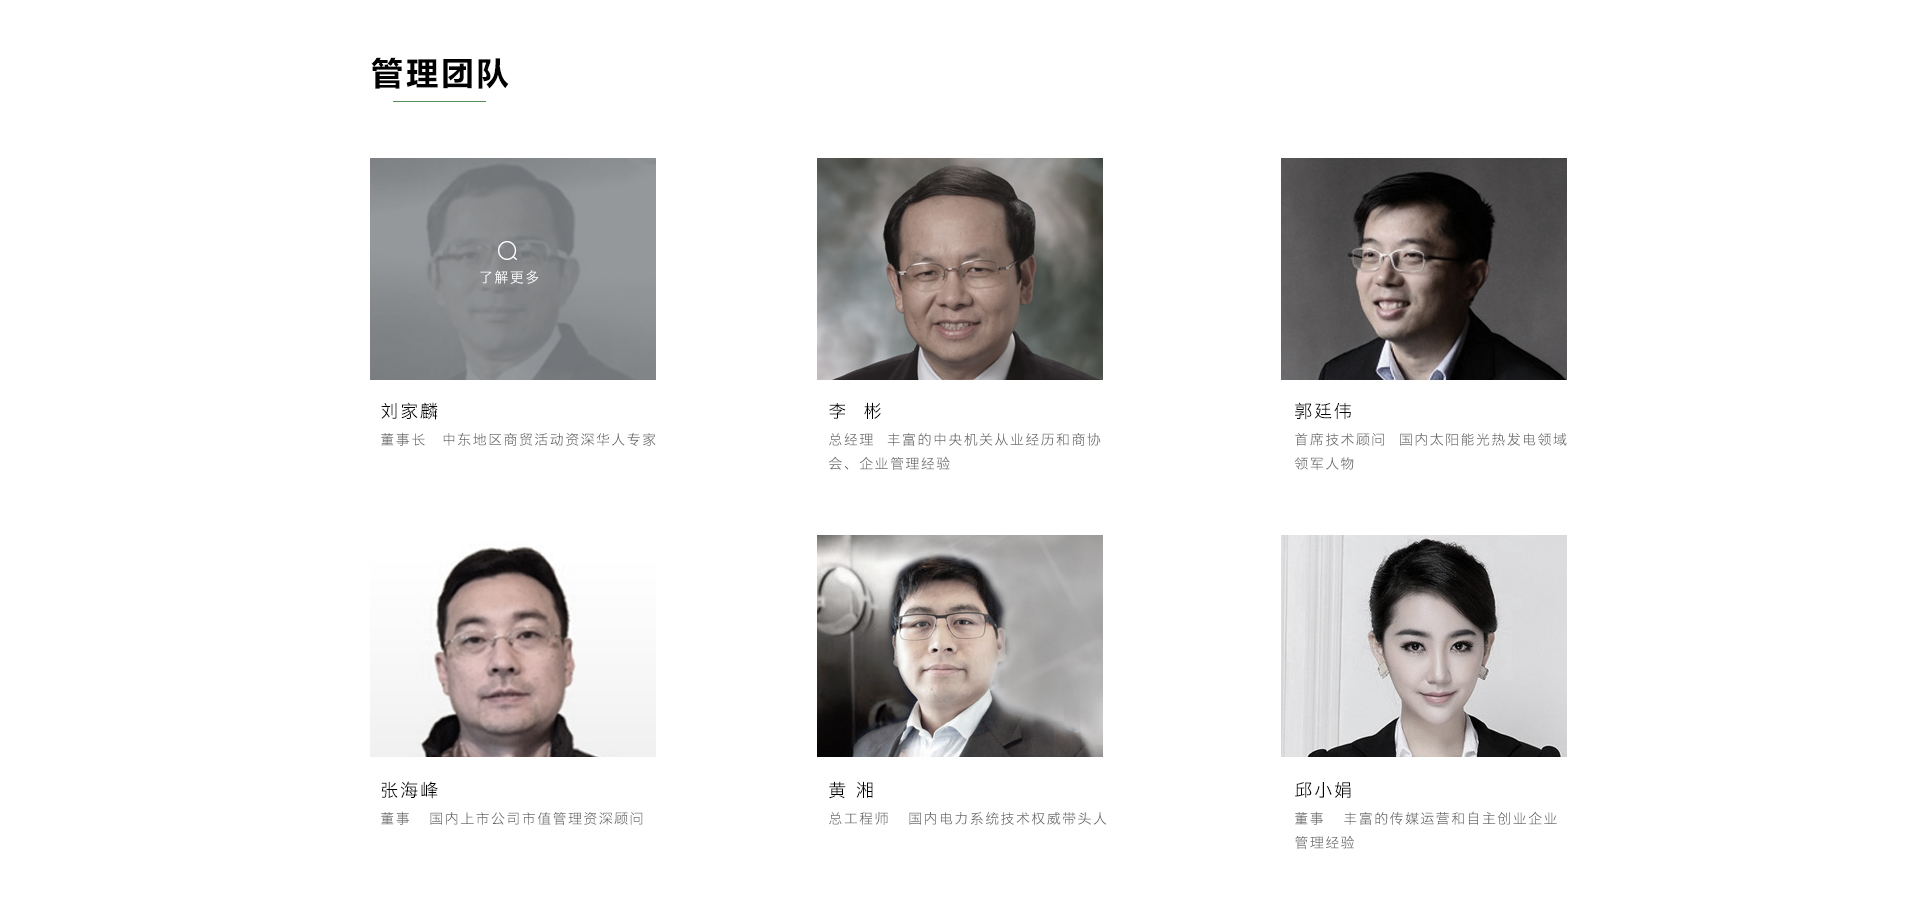 管理团队
了解更多
刘家麟
董事长 中东地区商贸活动资深华人专家
李 彬
总经理 丰富的中央机关从业经历和商协
会、企业管理经验
郭廷伟
首席技术顾问 国内太阳能光热发电领域
领军人物
张海峰
董事 国内上市公司市值管理资深顾问
黄 湘
总工程师 国内电力系统技术权威带头人
邱小娟
董事 丰富的传媒运营和自主创业企业
管理经验